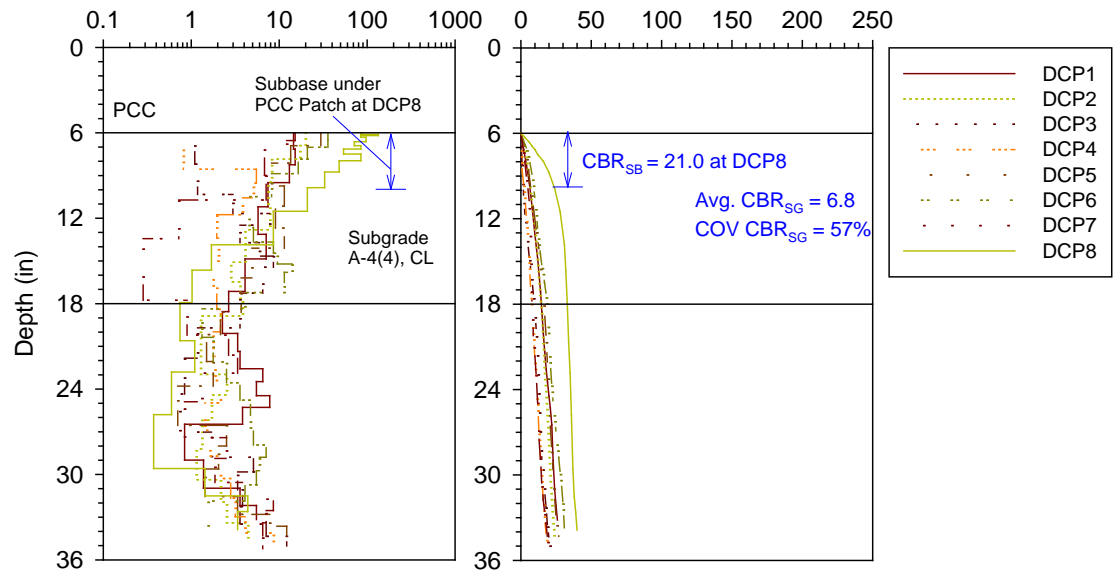 0.1 1 10 100 1000
0 50 100 150 200 250
0
6
12
18
24
30
36
Depth (in)
PCC
Subbase under
PCC Patch at DCP8
Subgrade
A-4(4), CL
0
6
12
18
24
30
36
CBRSB = 21.0 at DCP8
Avg. CBRSG = 6.8
COV CBRSG = 57%
DCP1
DCP2
DCP3
DCP4
DCP5
DCP6
DCP7
DCP8